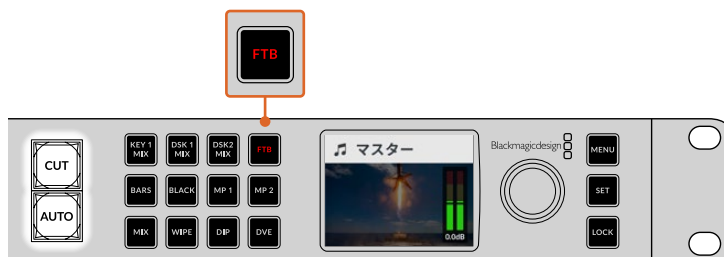 FTB
CUT
AUTO
KEY 1
MIX
DSK 1
MIX
DSK2
MIX
FTB
BARS
BLACK
MP 1
MP 2
MIX
WIPE
DIP
DVE
マスター
0.0dB
Blackmagicdesign
MENU
SET
LOCK